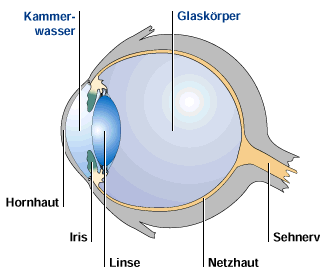 Kammer-
wasser
Glaskörper
Hornhaut
Iris
Linse
Netzhaut
Sehnerv